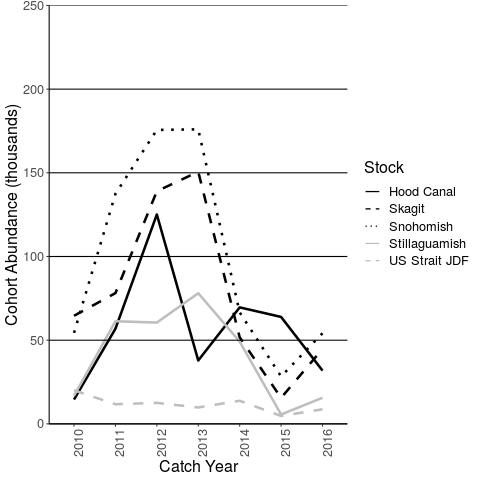 Cohort Abundance (thousands)
250
200
150
100
50
0
2010
2011
2012
2013
2014
2015
2016
Catch Year
Stock
Hood Canal
Skagit
Snohomish
Stillaguamish
US Strait JDF